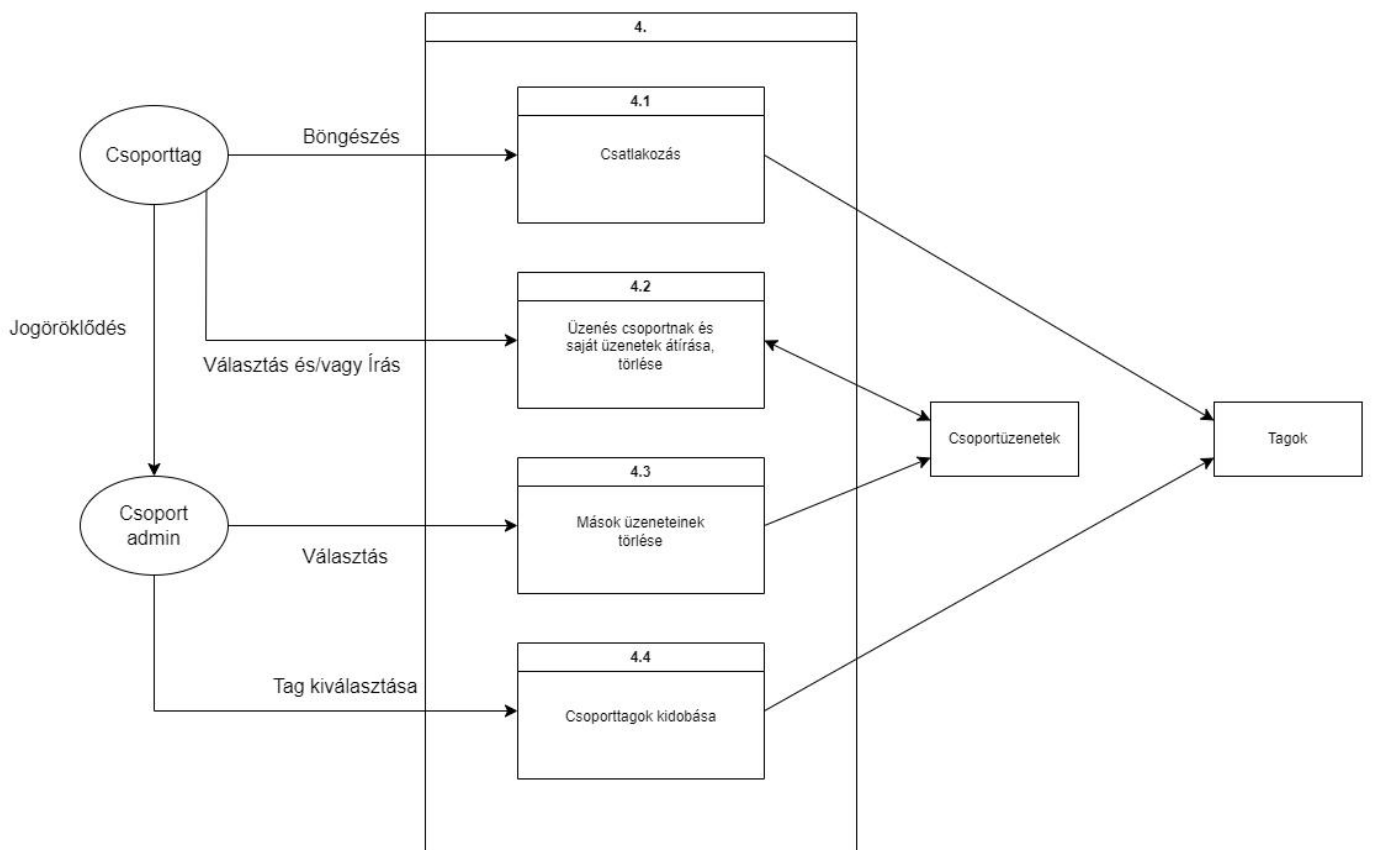 4.
4.1
Böngészés
Csoporttag
Csatlakozás
4.2
Jogöröklődés
Üzenés csoportnak és
saját üzenetek átírása,
törlése
Választás és/vagy Írás
Csoportüzenetek
Tagok
4.3
Csoport
admin
Mások üzeneteinek
törlése
Választás
4.4
Tag kiválasztása
Csoporttagok kidobása